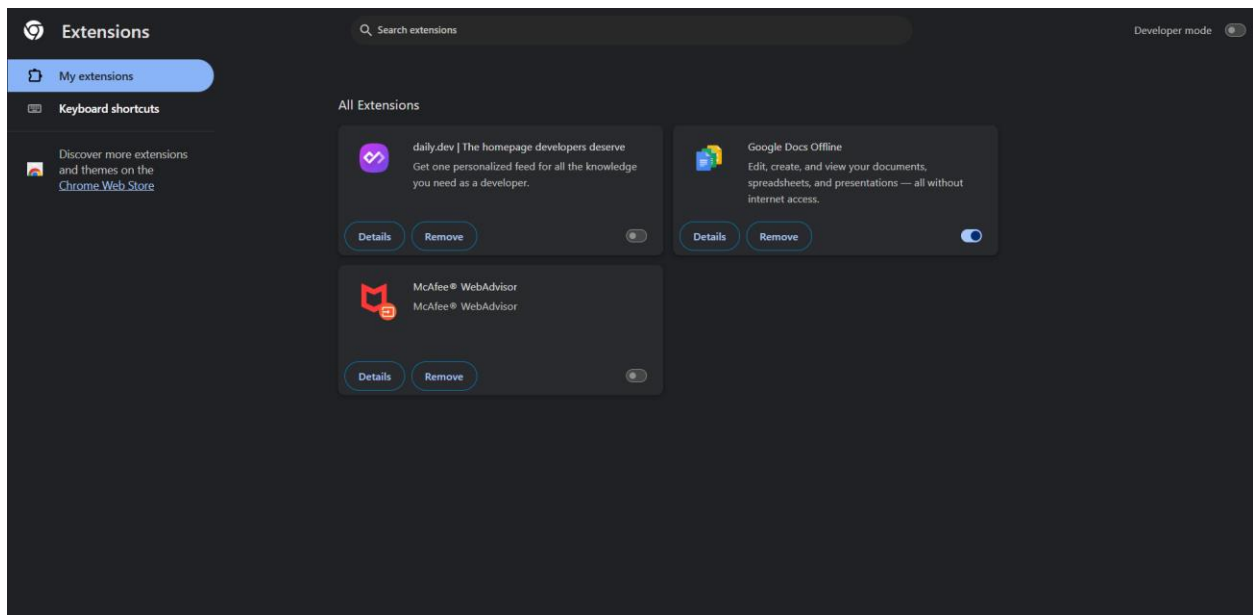 Extensions
Search extensions
Developer mode
My extensions
Keyboard shortcuts
Discover more extensions
and themes on the
Chrome Web Store
All Extensions
daily.dev | The homepage developers deserve
Get one personalized feed for all the knowledge
you need as a developer.
Details
Remove
Google Docs Offline
Edit, create, and view your documents,
spreadsheets, and presentations — all without
internet access.
Details
Remove
McAfee® WebAdvisor
McAfee® WebAdvisor
Details
Remove